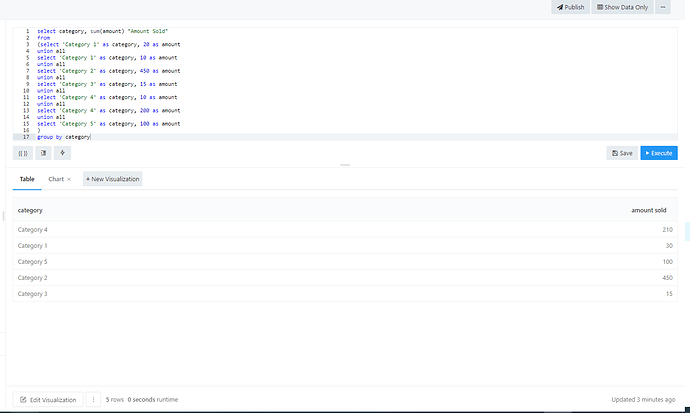 Publish
Show Data Only
1 select category, sum(amount) "Amount Sold"
2 from
3 (select 'Category 1' as category, 20 as amount
4 union all
5 select 'Category 1' as category, 10 as amount
6 union all
7 select 'Category 2' as category, 450 as amount
8 union all
9 select 'Category 3' as category, 15 as amount
10 union all
11 select 'Category 4' as category, 10 as amount
12 union all
13 select 'Category 4' as category, 200 as amount
14 union all
15 select 'Category 5' as category, 100 as amount
16 )
17 group by category
{{ }}
Save
Execute
Table
Chart ×
+ New Visualization
category amount sold
Category 4 210
Category 1 30
Category 5 100
Category 2 450
Category 3 15
Edit Visualization
5 rows 0 seconds runtime
Updated 3 minutes ago